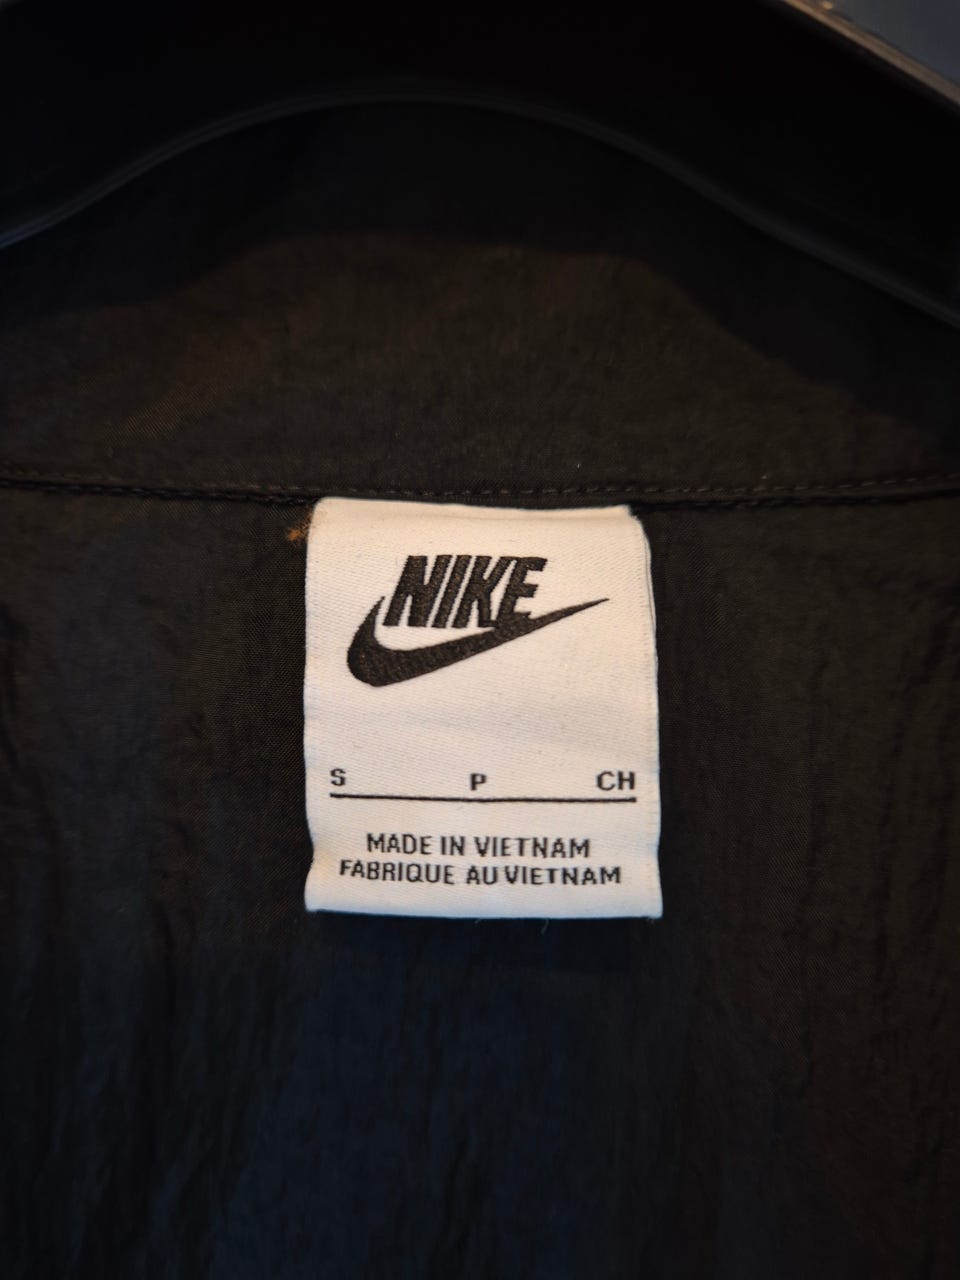 NIKE
S P CH
MADE IN VIETNAM
FABRIQUE AU VIETNAM